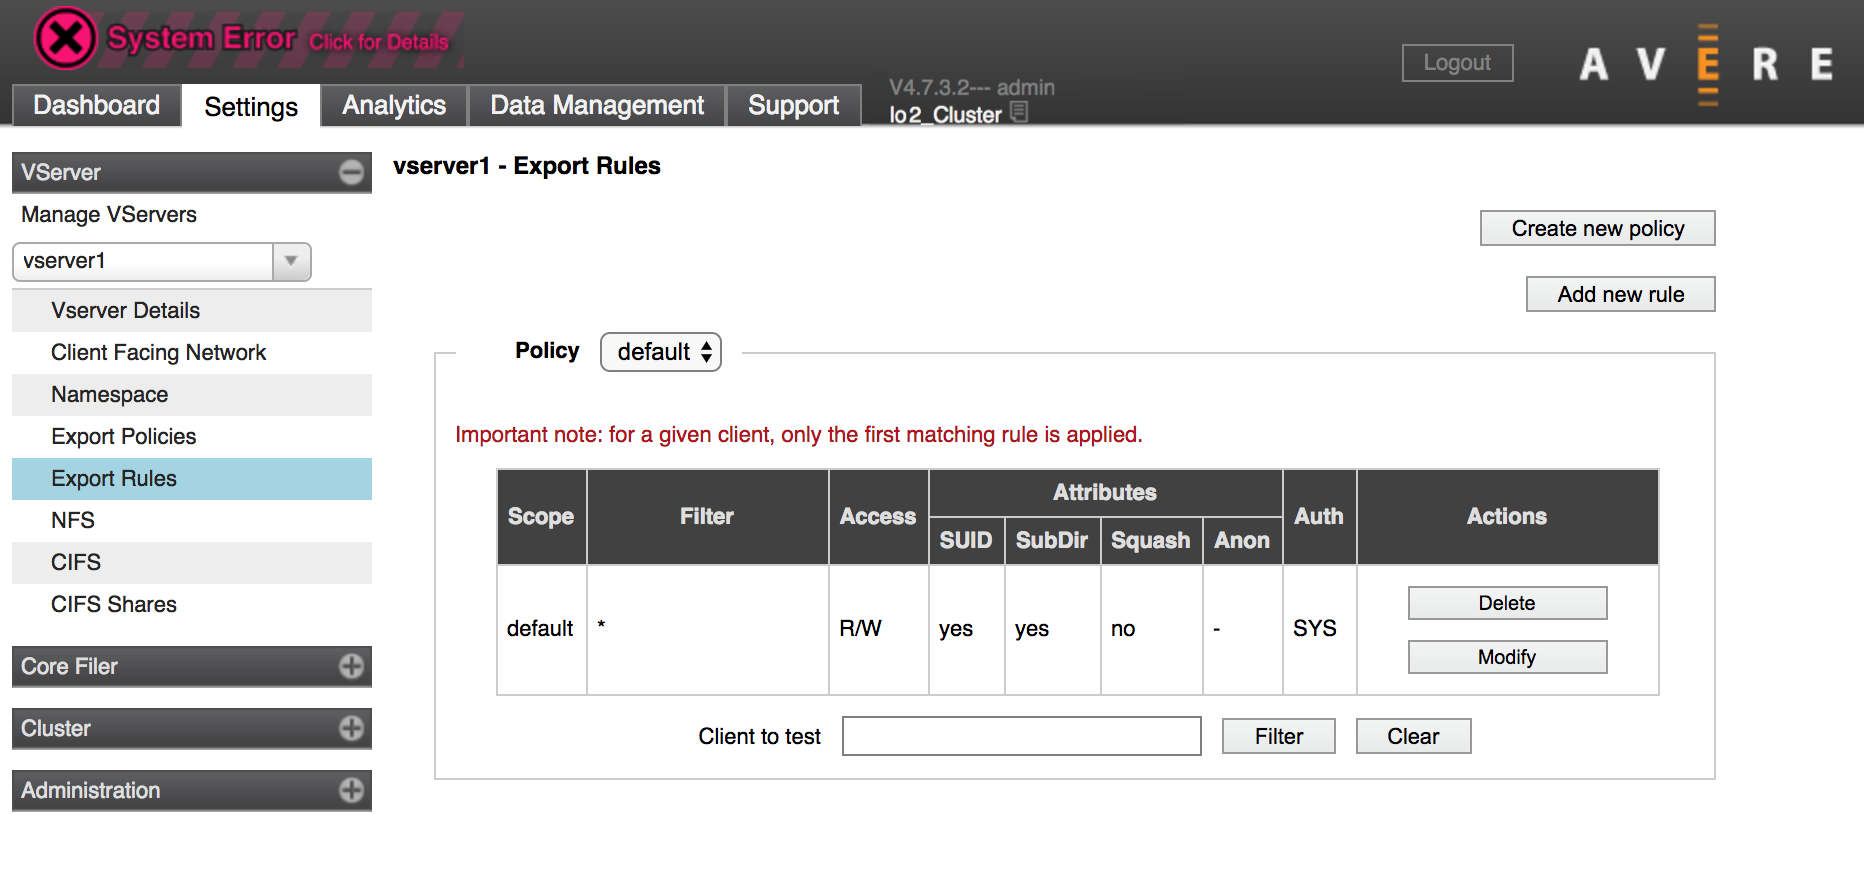 System Error Click for Details
Logout
AVERE
Dashboard
Settings
Analytics
Data Management
Support
V4.7.3.2--- admin
lo2_Cluster
VServer
Manage VServers
vserver1
Vserver Details
Client Facing Network
Namespace
Export Policies
Export Rules
NFS
CIFS
CIFS Shares
Core Filer
Cluster
Administration
vserver1 - Export Rules
Create new policy
Add new rule
Policy default
Important note: for a given client, only the first matching rule is applied.
Scope Filter Access Attributes Auth Actions
SUID SubDir Squash Anon
default * R/W yes yes no - SYS
Delete
Modify
Client to test Filter Clear